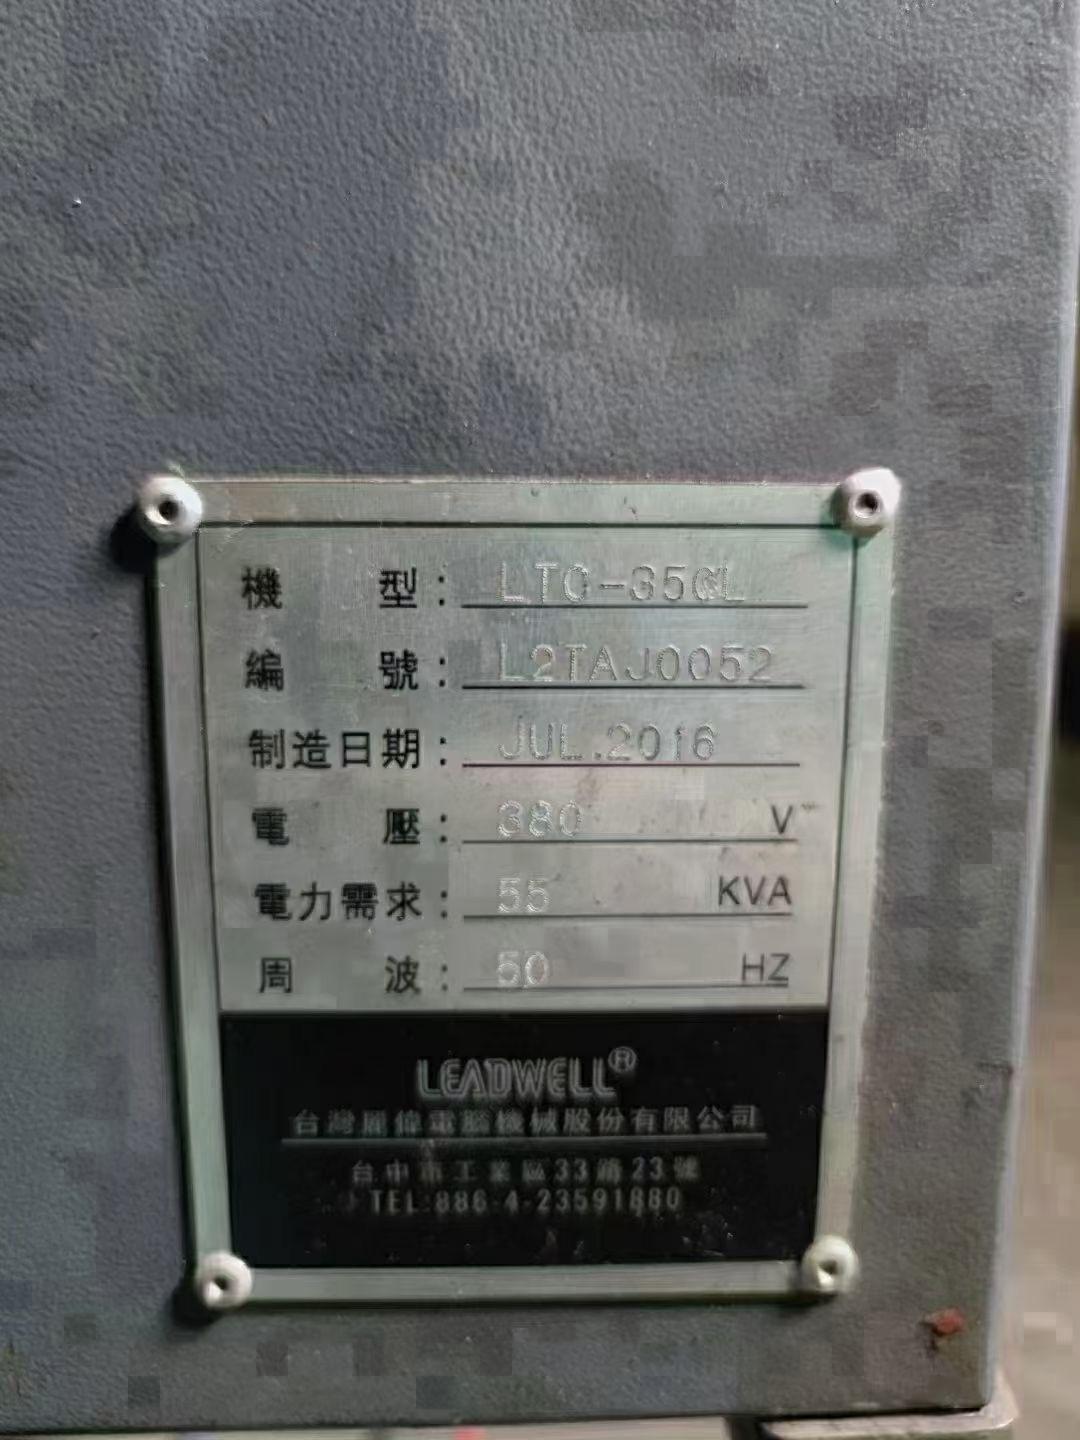 機型：LTC-35CL
編號：L2TAJ0052
制造日期：JUL.2016
電壓：380 V
電力需求：55 KVA
周波：50 HZ
LEADWELL®
台灣麗偉電腦機械股份有限公司
台中市工業區33路23號
TEL:886-4-23591880